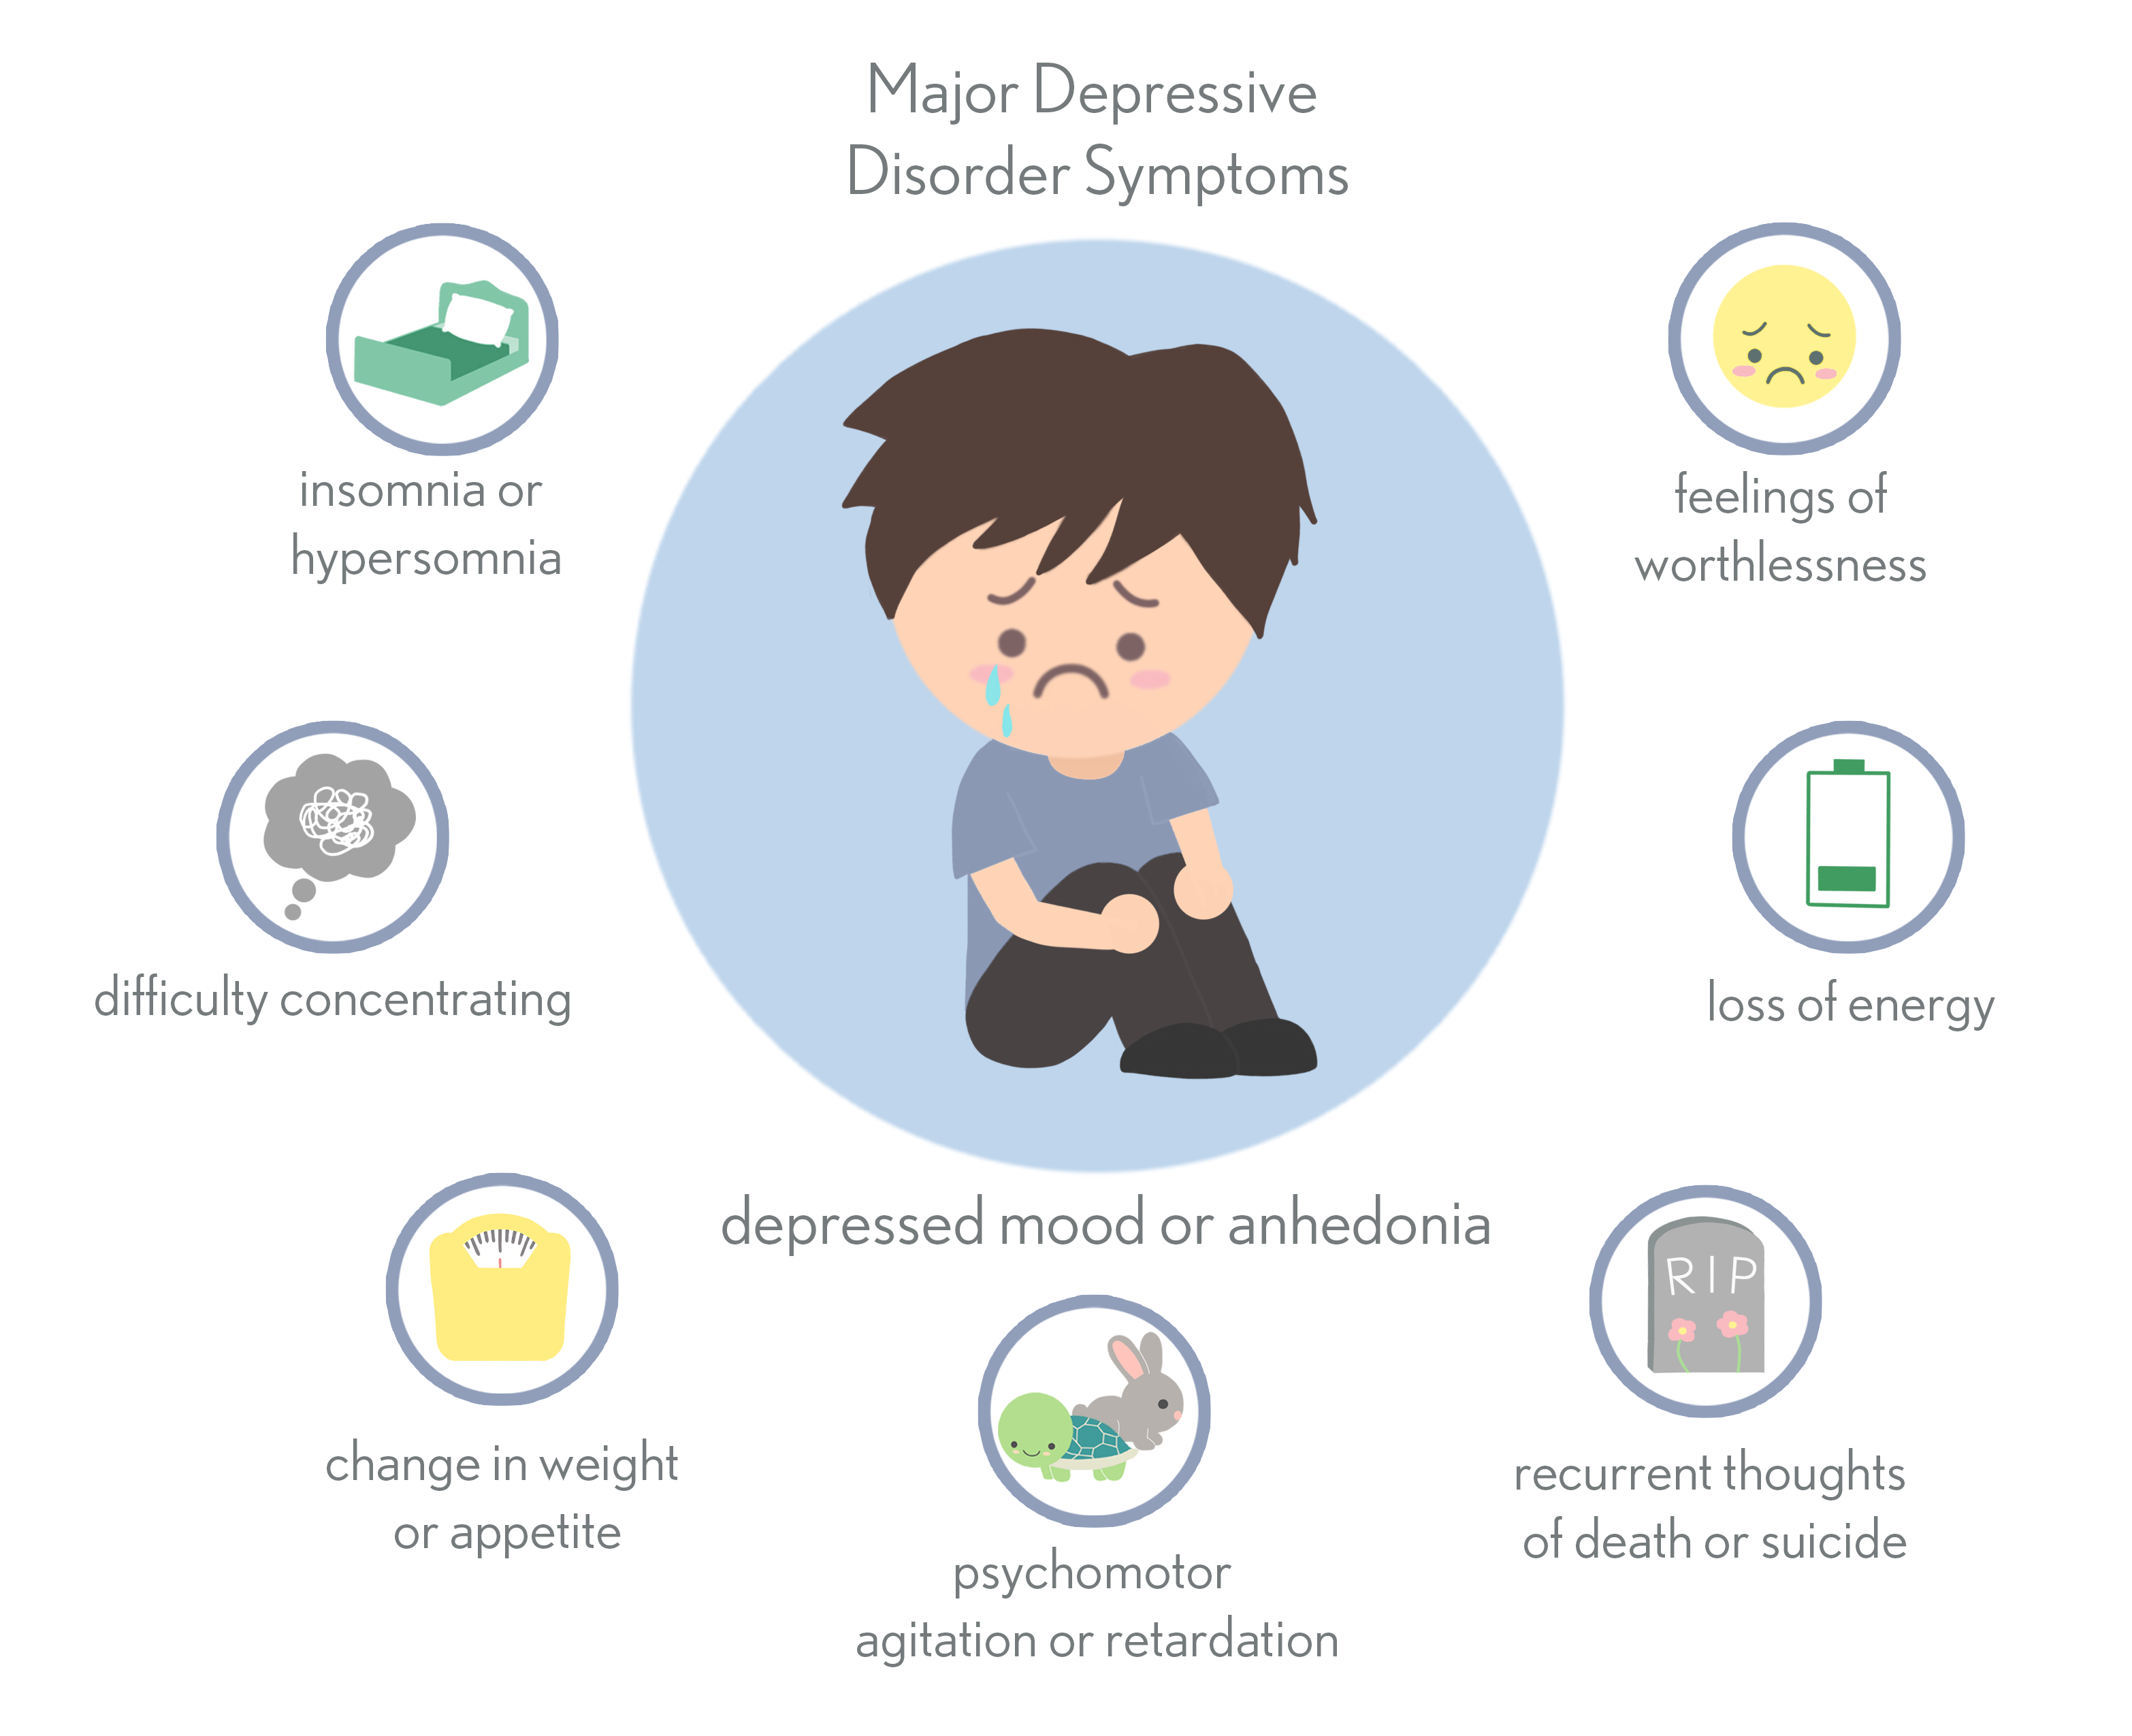 Major Depressive
Disorder Symptoms
insomnia or
hypersomnia
feelings of
worthlessness
difficulty concentrating
loss of energy
depressed mood or anhedonia
change in weight
or appetite
RIP
recurrent thoughts
of death or suicide
psychomotor
agitation or retardation